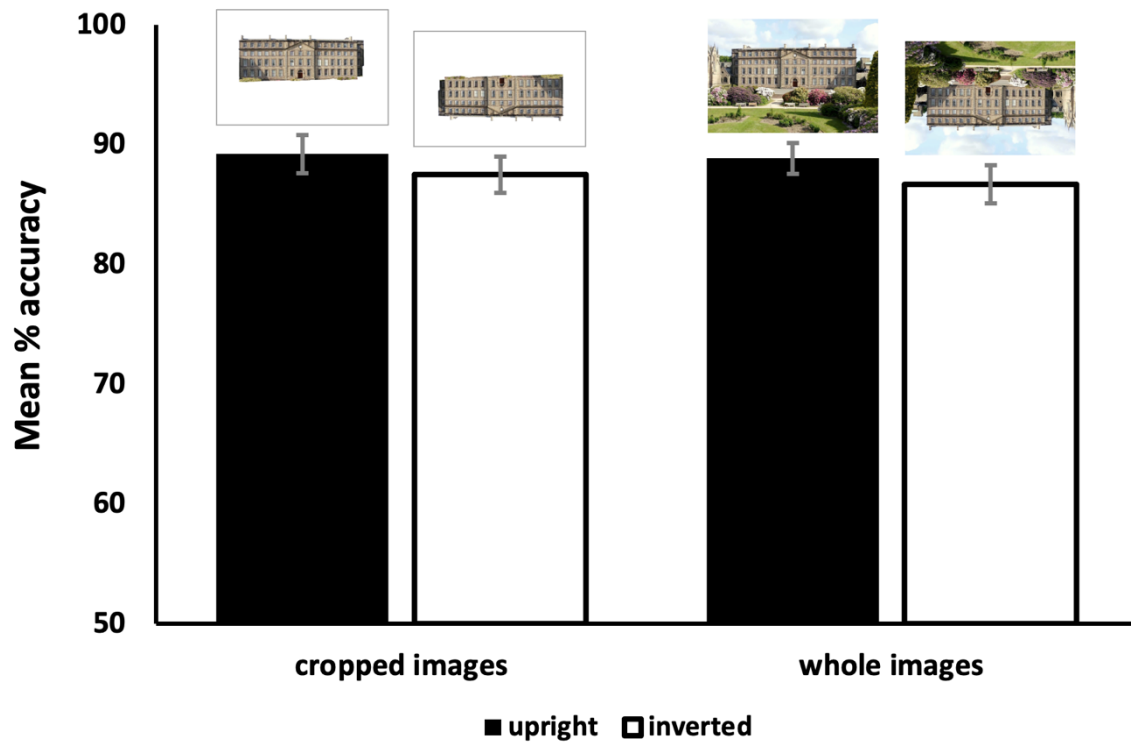 Mean % accuracy
100
90
80
70
60
50
cropped images
whole images
upright
inverted